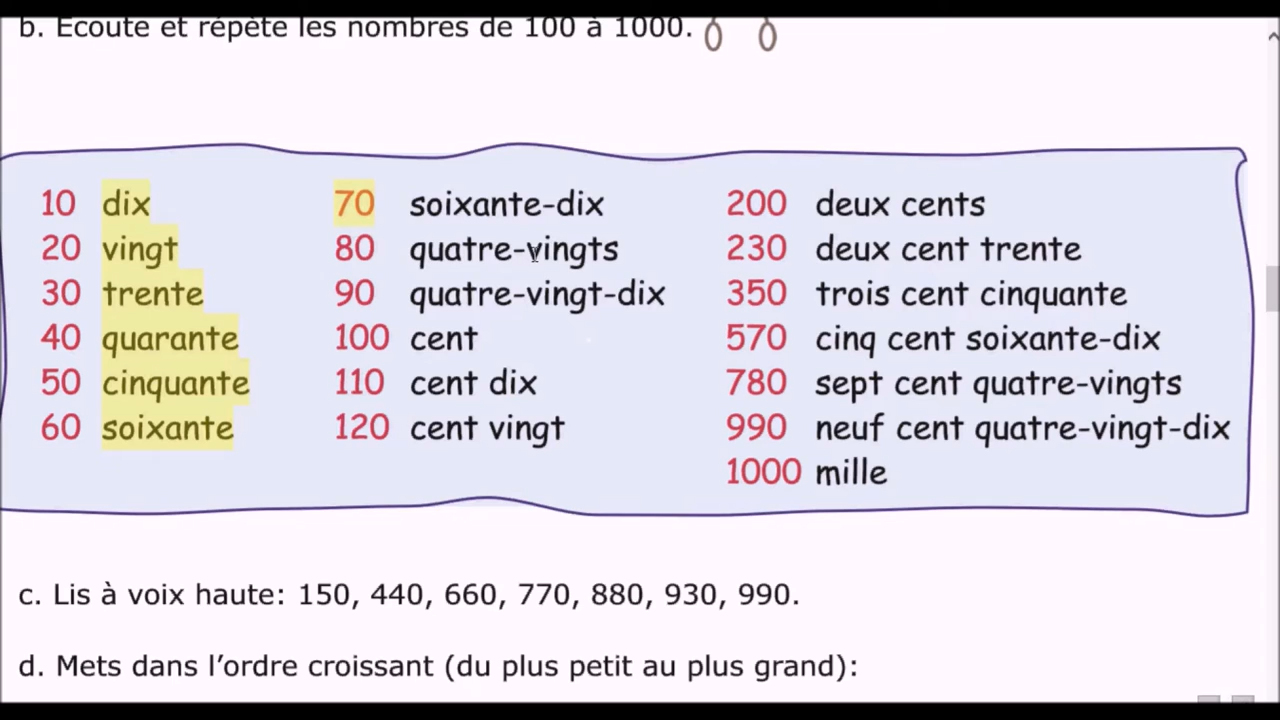 b. Ecoute et répète les nombres de 100 à 1000.
10 dix
20 vingt
30 trente
40 quarante
50 cinquante
60 soixante
70 soixante-dix
80 quatre-vingts
90 quatre-vingt-dix
100 cent
110 cent dix
120 cent vingt
200 deux cents
230 deux cent trente
350 trois cent cinquante
570 cinq cent soixante-dix
780 sept cent quatre-vingts
990 neuf cent quatre-vingt-dix
1000 mille
c. Lis à voix haute: 150, 440, 660, 770, 880, 930, 990.
d. Mets dans l’ordre croissant (du plus petit au plus grand):